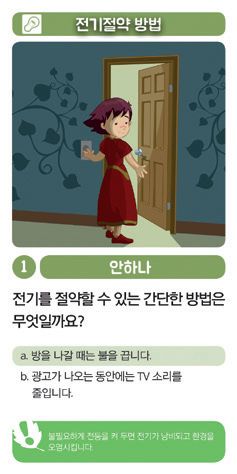 전기절약 방법
1 안하나
전기를 절약할 수 있는 간단한 방법은
무엇일까요?
a. 방을 나갈 때는 불을 끕니다.
b. 광고가 나오는 동안에는 TV 소리를
줄입니다.
불필요하게 전등을 켜 두면 전기가 낭비되고 환경을
오염시킵니다.